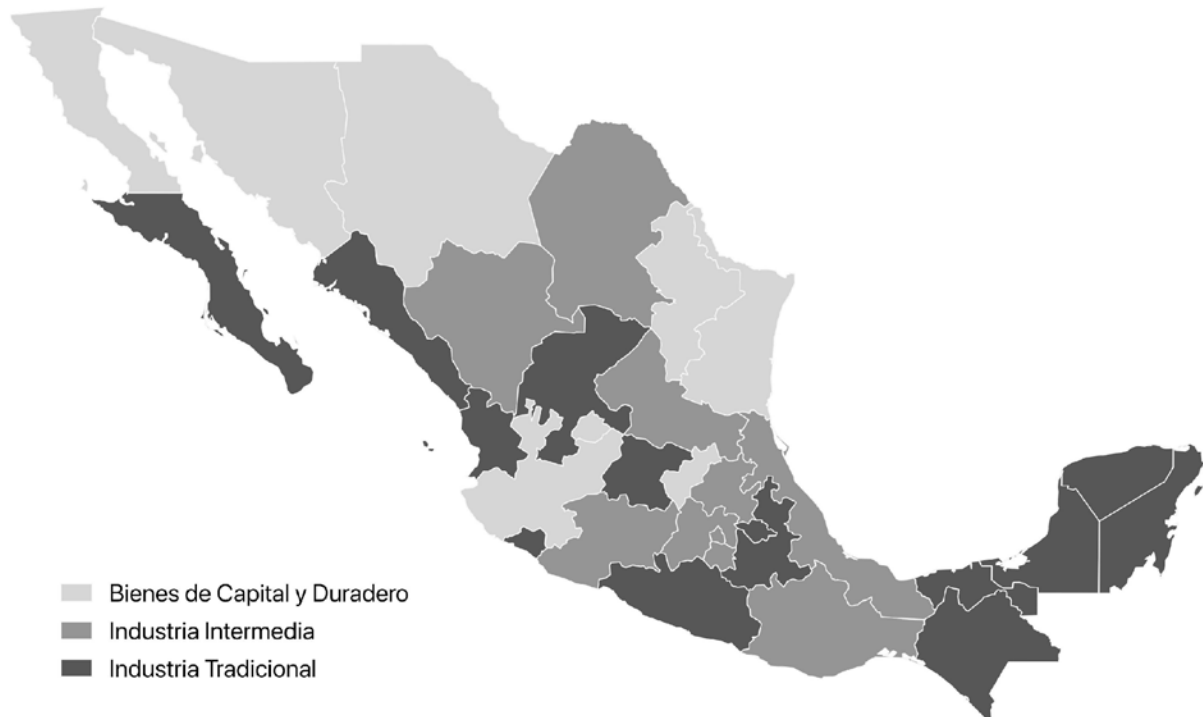 Bienes de Capital y Duradero
Industria Intermedia
Industria Tradicional